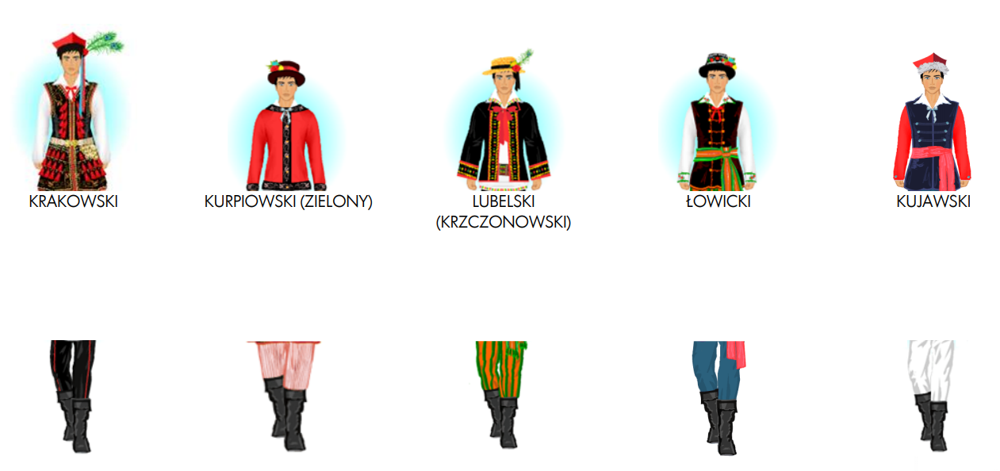 KRAKOWSKI
KURPIOWSKI (ZIELONY)
LUBELSKI
(KRZCZONOWSKI)
ŁOWICKI
KUJAWSKI